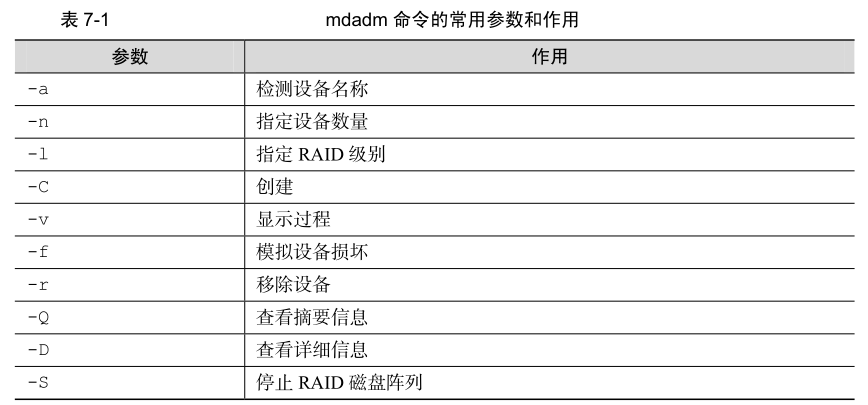 表 7-1 mdadm 命令的常用参数和作用
参数 作用
-a 检测设备名称
-n 指定设备数量
-l 指定 RAID 级别
-C 创建
-v 显示过程
-f 模拟设备损坏
-r 移除设备
-Q 查看摘要信息
-D 查看详细信息
-S 停止 RAID 磁盘阵列